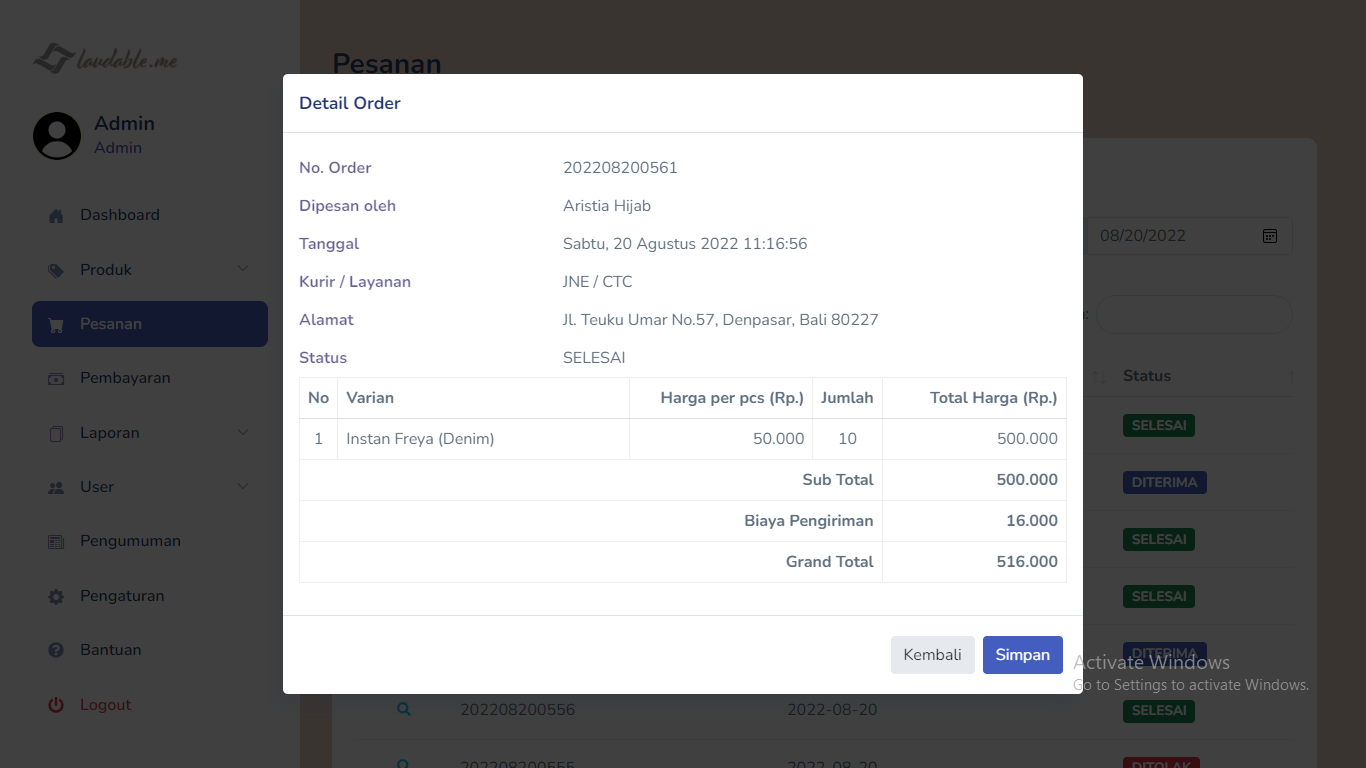 laudable.me
Admin
Admin
Dashboard
Produk
Pesanan
Pembayaran
Laporan
User
Pengumuman
Pengaturan
Bantuan
Logout
Pesanan
Detail Order
No. Order 202208200561
Dipesan oleh Aristia Hijab
Tanggal Sabtu, 20 Agustus 2022 11:16:56
Kurir / Layanan JNE / CTC
Alamat Jl. Teuku Umar No.57, Denpasar, Bali 80227
Status SELESAI
No Varian Harga per pcs (Rp.) Jumlah Total Harga (Rp.)
1 Instan Freya (Denim) 50.000 10 500.000
Sub Total 500.000
Biaya Pengiriman 16.000
Grand Total 516.000
Kembali Simpan
08/20/2022
Status
SELESAI
DITERIMA
SELESAI
SELESAI
DITERIMA
Activate Windows
Go to Settings to activate Windows.
202208200556 2022-08-20 SELESAI
202208200555 2022-08-20 DITOLAK